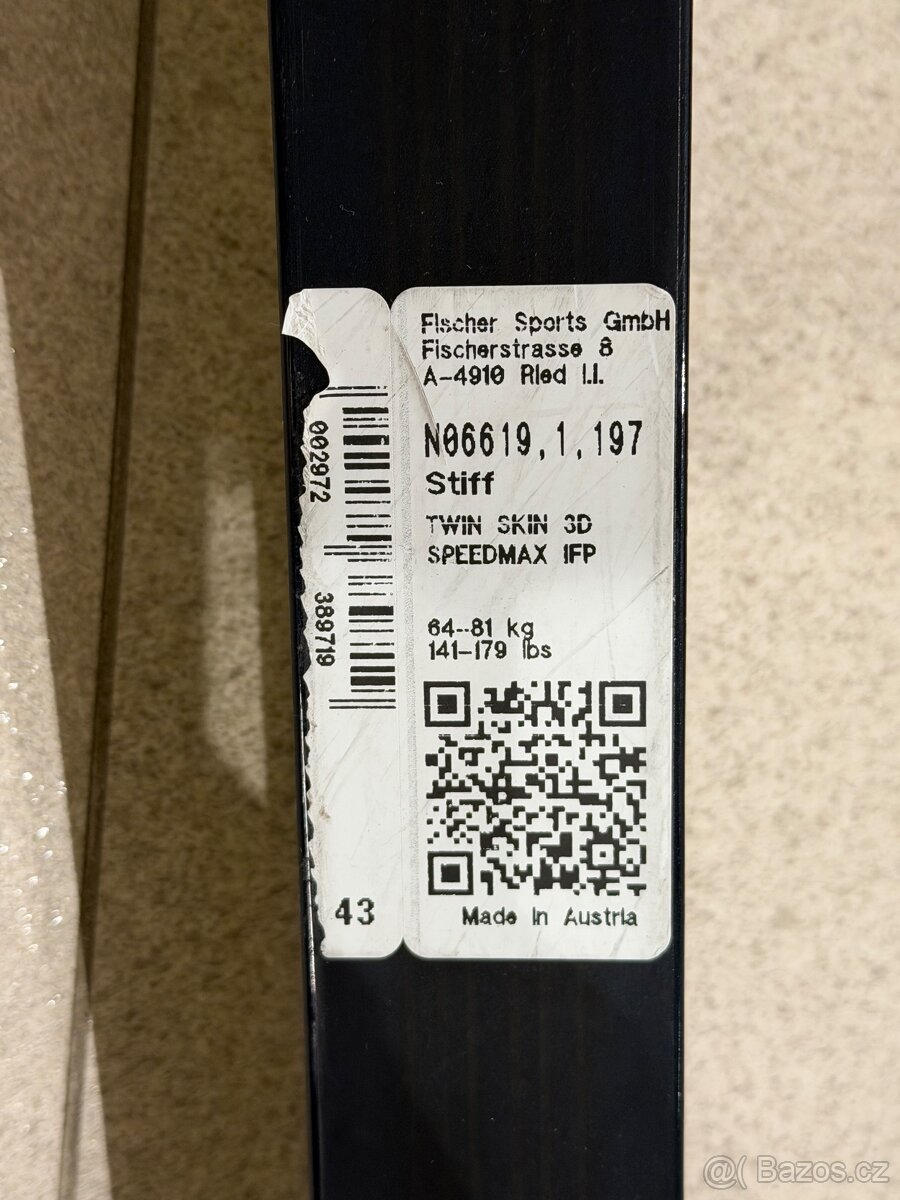 Fischer Sports GmbH
Fischerstrasse 8
A-4910 Ried I.I.
N06619,1,197
Stiff
TWIN SKIN 3D
SPEEDMAX IFP
64--81 kg
141-179 lbs
Made In Austria
002972
389719
43
@( Bazos.cz